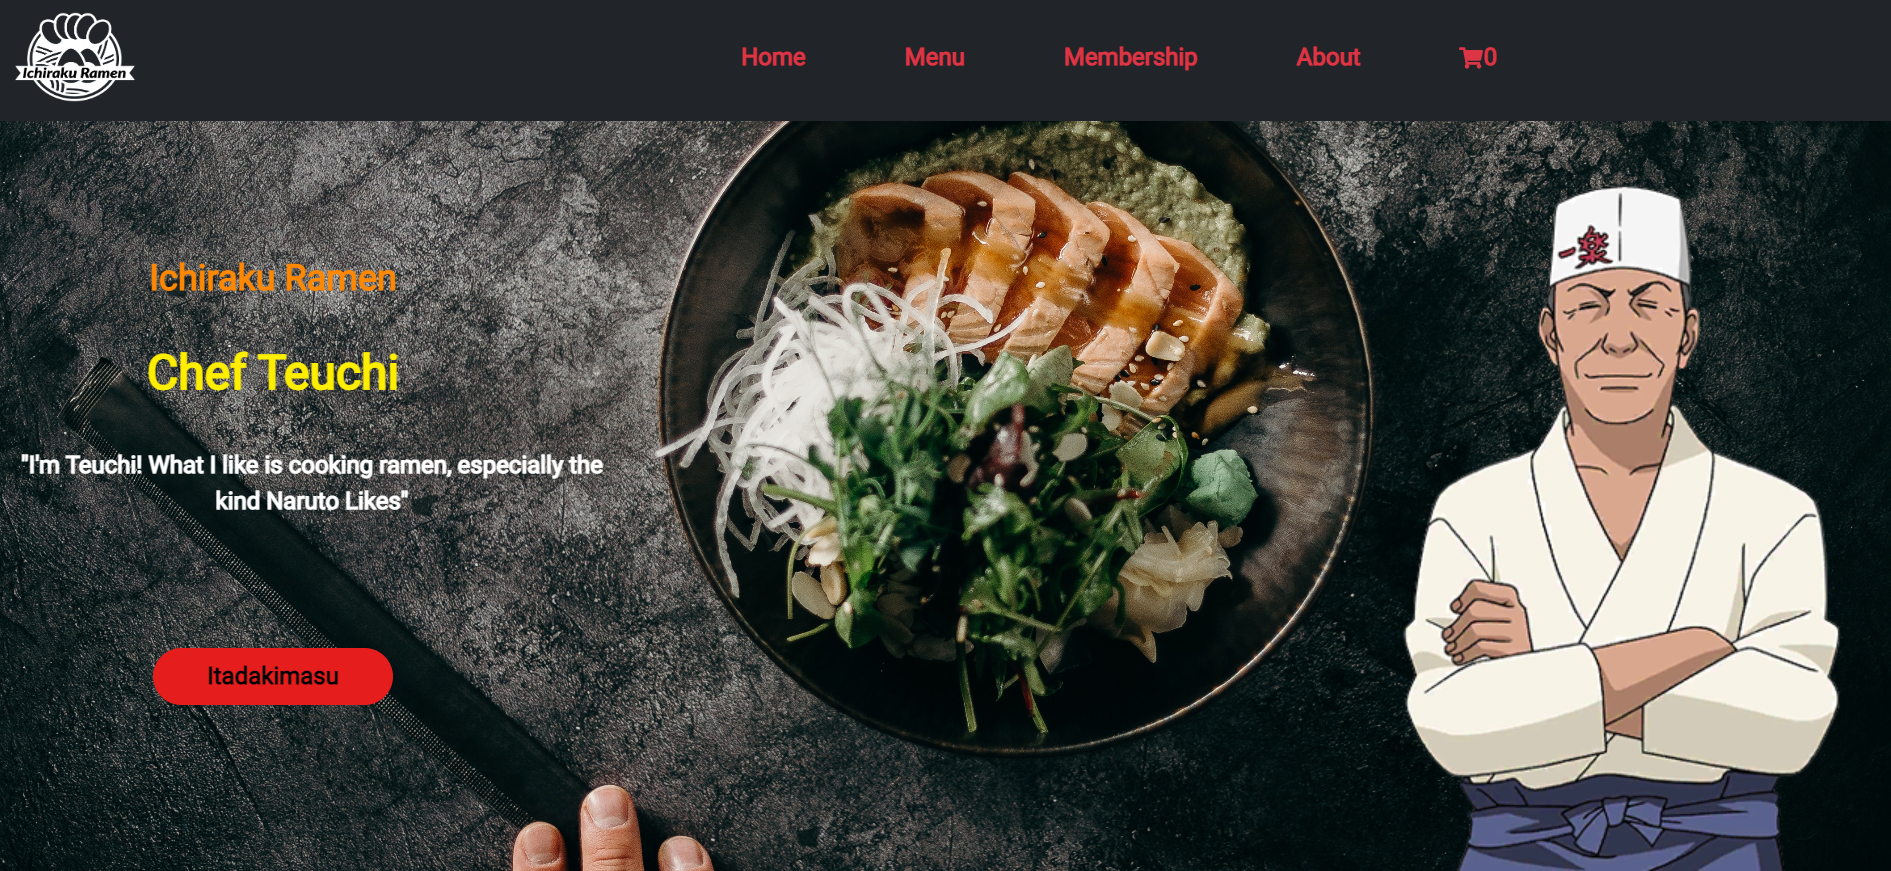 Ichiraku Ramen
Home
Menu
Membership
About
0
一楽
Ichiraku Ramen
Chef Teuchi
"I'm Teuchi! What I like is cooking ramen, especially the
kind Naruto Likes"
Itadakimasu